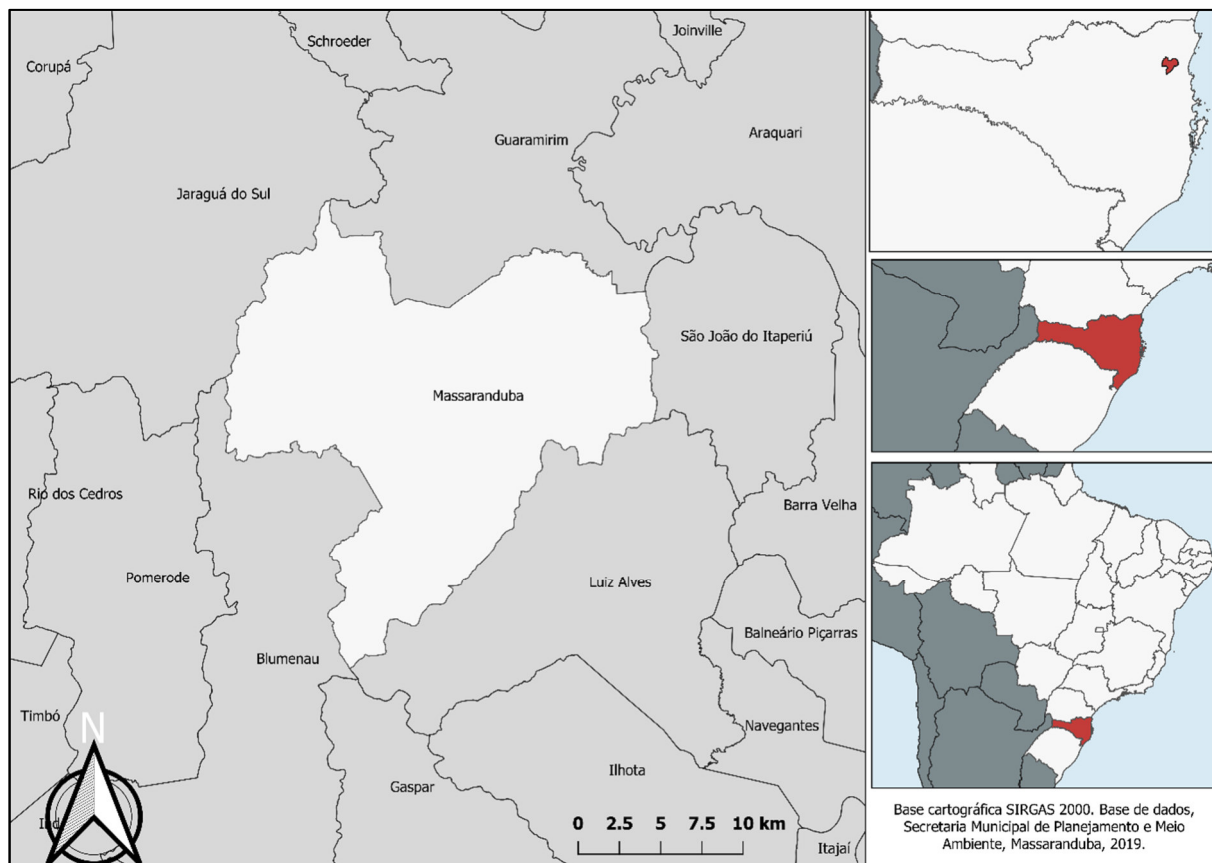 Schroeder
Joinville
Corupá
Guaramirim
Araquari
Jaraguá do Sul
São João do Itaperiú
Massaranduba
Rio dos Cedros
Barra Velha
Pomerode
Luiz Alves
Balneário Piçarras
Blumenau
Timbó
N
Navegantes
Ilhota
Gaspar
0 2.5 5 7.5 10 km
Itajaí
Base cartográfica SIRGAS 2000. Base de dados,
Secretaria Municipal de Planejamento e Meio
Ambiente, Massaranduba, 2019.